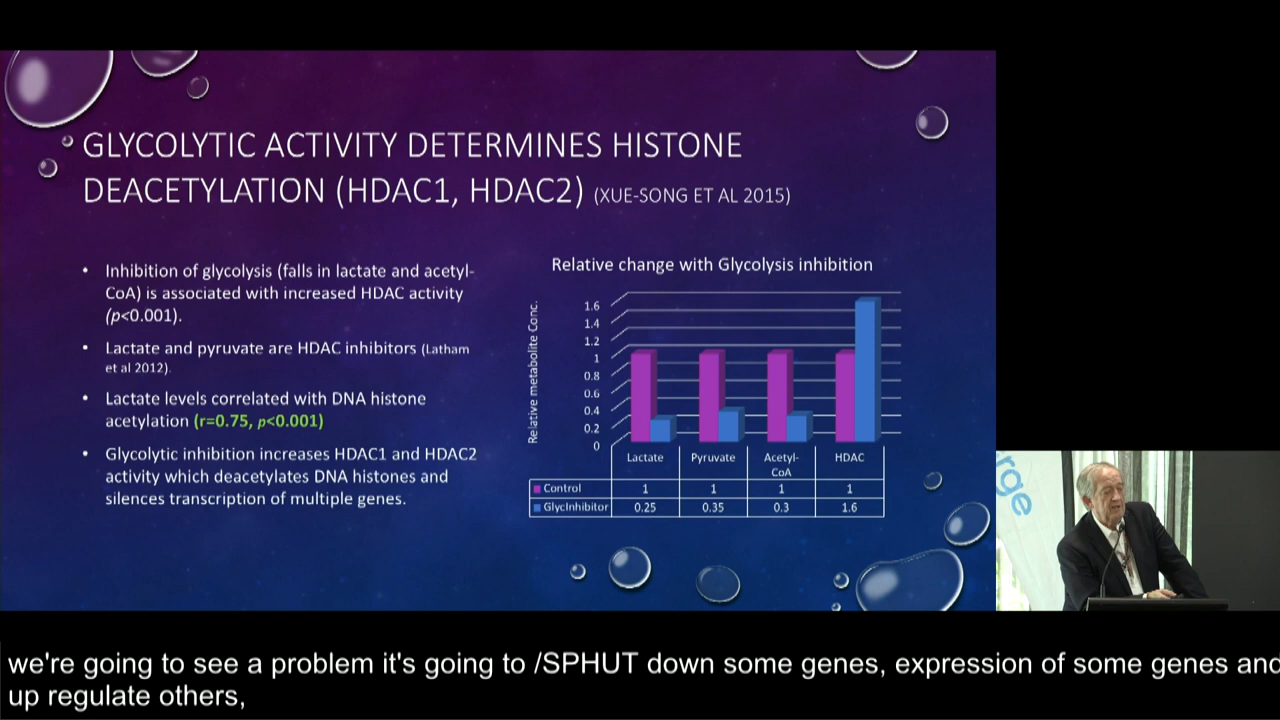 GLYCOLYTIC ACTIVITY DETERMINES HISTONE
DEACETYLATION (HDAC1, HDAC2) (XUE-SONG ET AL 2015)
• Inhibition of glycolysis (falls in lactate and acetyl-
CoA) is associated with increased HDAC activity
(p<0.001).
• Lactate and pyruvate are HDAC inhibitors (Latham
et al 2012).
• Lactate levels correlated with DNA histone
acetylation (r=0.75, p<0.001)
• Glycolytic inhibition increases HDAC1 and HDAC2
activity which deacetylates DNA histones and
silences transcription of multiple genes.
Relative change with Glycolysis inhibition
Relative metabolite Conc.
1.6
1.4
1.2
1
0.8
0.6
0.4
0.2
0
Lactate Pyruvate Acetyl-CoA HDAC
Control 1 1 1 1
GlycInhibitor 0.25 0.35 0.3 1.6
rge
we're going to see a problem it's going to /SPHUT down some genes, expression of some genes and
up regulate others,